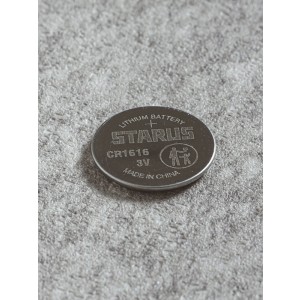 LITHIUM BATTERY
+
STARUS
CR1616
3V
MADE IN CHINA